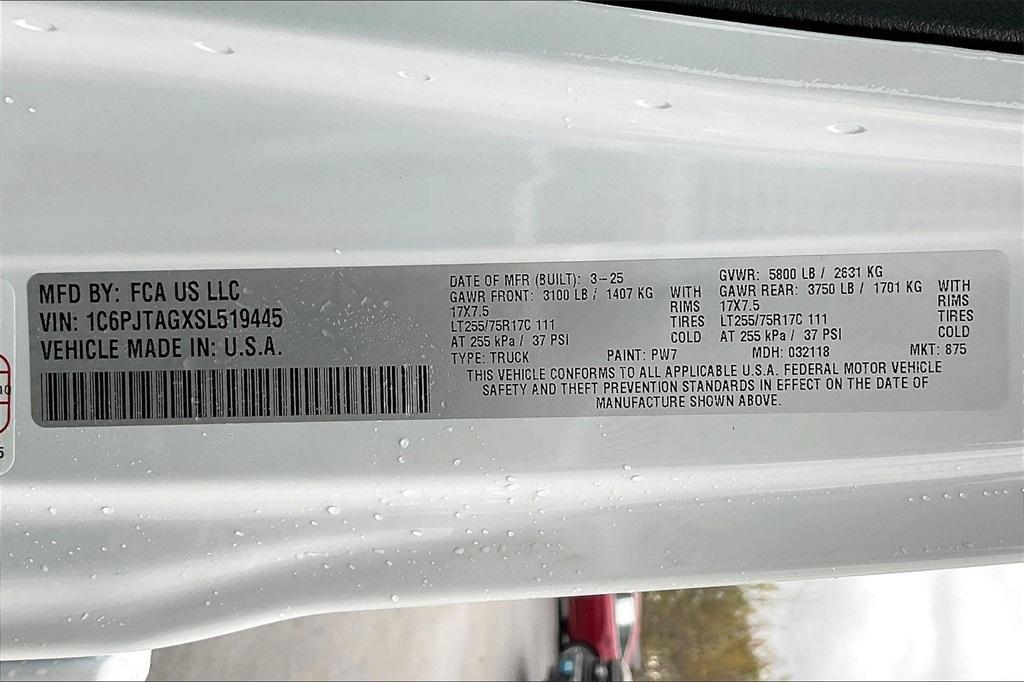 MFD BY: FCA US LLC
VIN: 1C6PJTAGXSL519445
VEHICLE MADE IN: U.S.A.
DATE OF MFR (BUILT): 3-25
GAWR FRONT: 3100 LB / 1407 KG WITH
17X7.5 RIMS
LT255/75R17C 111 TIRES
AT 255 kPa / 37 PSI COLD
GVWR: 5800 LB / 2631 KG
GAWR REAR: 3750 LB / 1701 KG WITH
17X7.5 RIMS
LT255/75R17C 111 TIRES
AT 255 kPa / 37 PSI COLD
TYPE: TRUCK PAINT: PW7 MDH: 032118 MKT: 875
THIS VEHICLE CONFORMS TO ALL APPLICABLE U.S.A. FEDERAL MOTOR VEHICLE
SAFETY AND THEFT PREVENTION STANDARDS IN EFFECT ON THE DATE OF
MANUFACTURE SHOWN ABOVE.